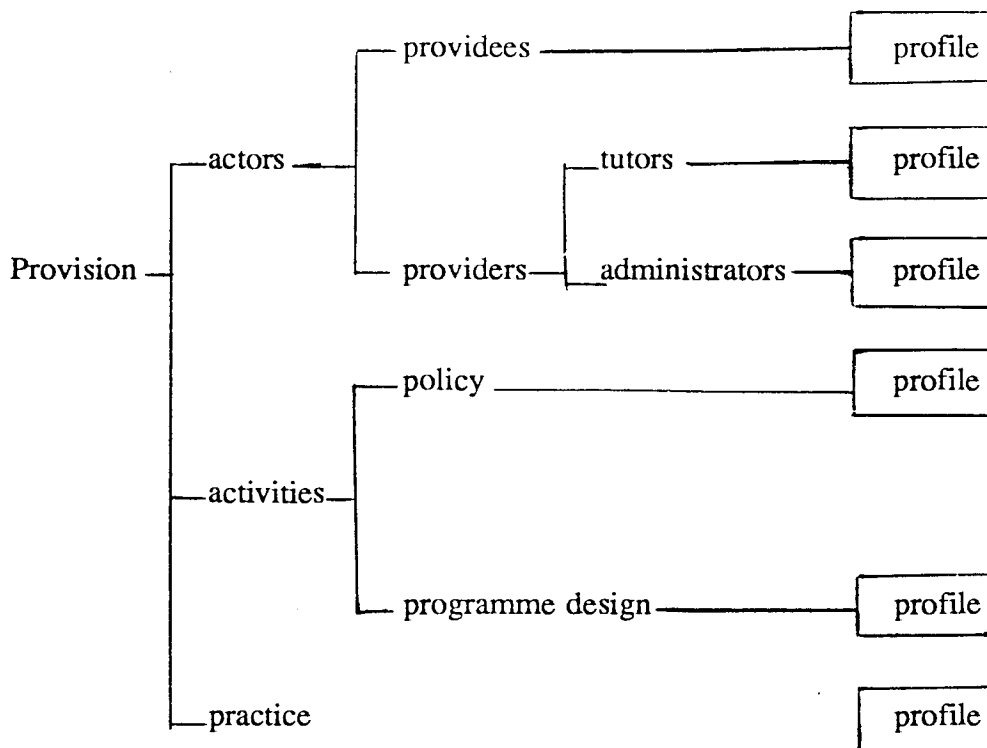 providees profile
actors tutors profile
Provision providers administrators profile
policy profile
activities
programme design profile
practice profile